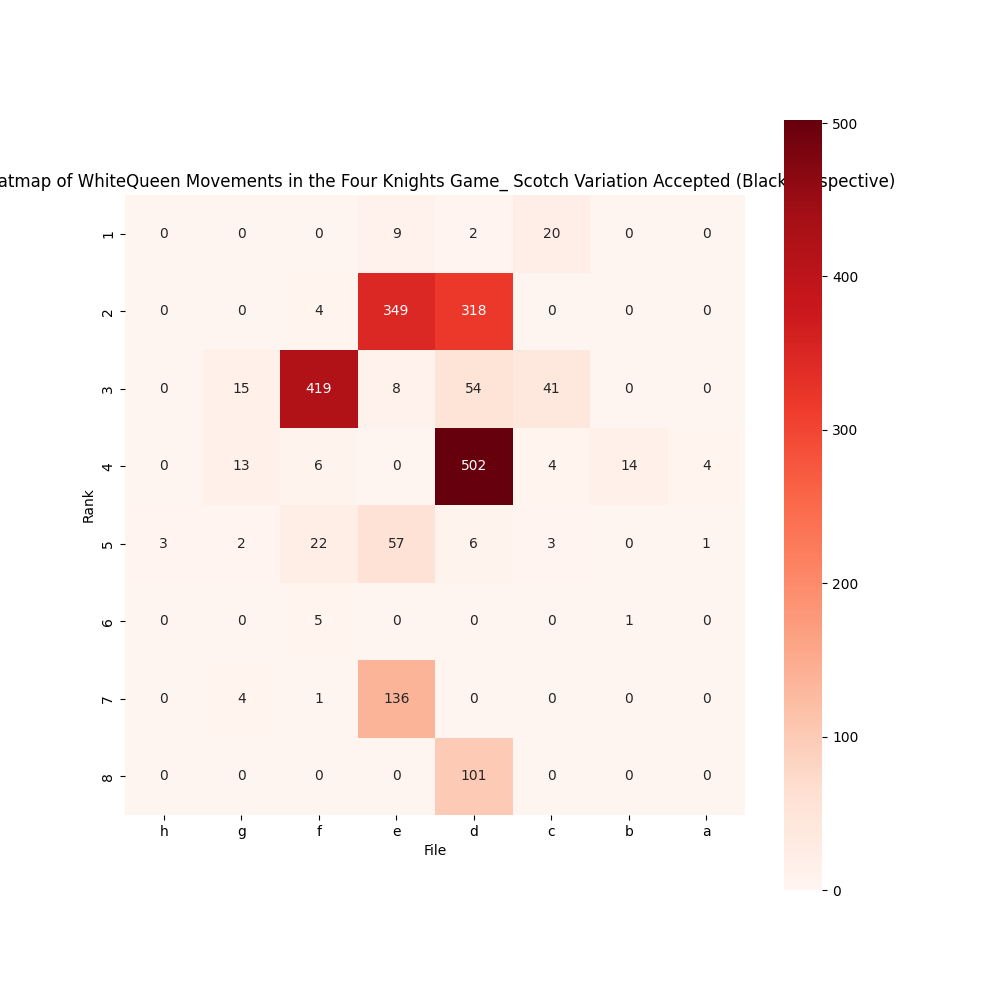 atmap of WhiteQueen Movements in the Four Knights Game_ Scotch Variation Accepted (Black spective)
500
400
300
200
100
0
Rank
1 0 0 0 9 2 20 0 0
2 0 0 4 349 318 0 0 0
3 0 15 419 8 54 41 0 0
4 0 13 6 0 502 4 14 4
5 3 2 22 57 6 3 0 1
6 0 0 5 0 0 0 1 0
7 0 4 1 136 0 0 0 0
8 0 0 0 0 101 0 0 0
h g f e d c b a
File